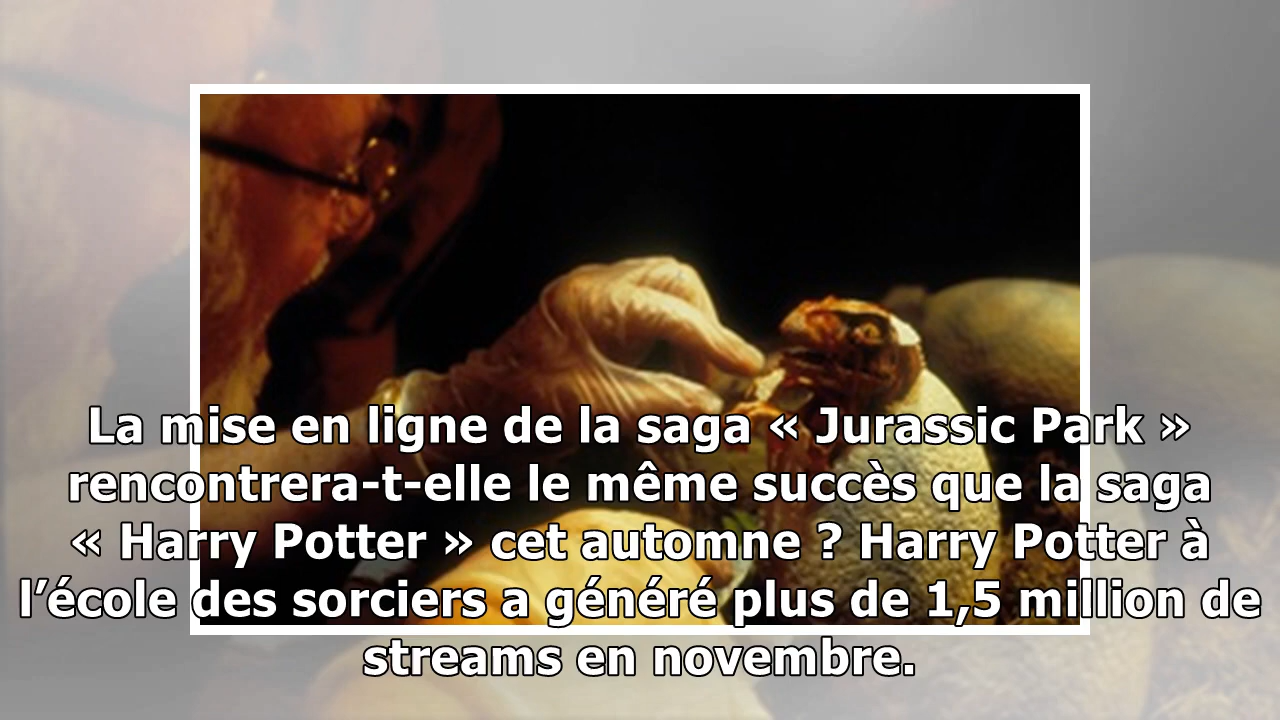 La mise en ligne de la saga « Jurassic Park »
rencontrera-t-elle le même succès que la saga
« Harry Potter » cet automne ? Harry Potter à
l’école des sorciers a généré plus de 1,5 million de
streams en novembre.